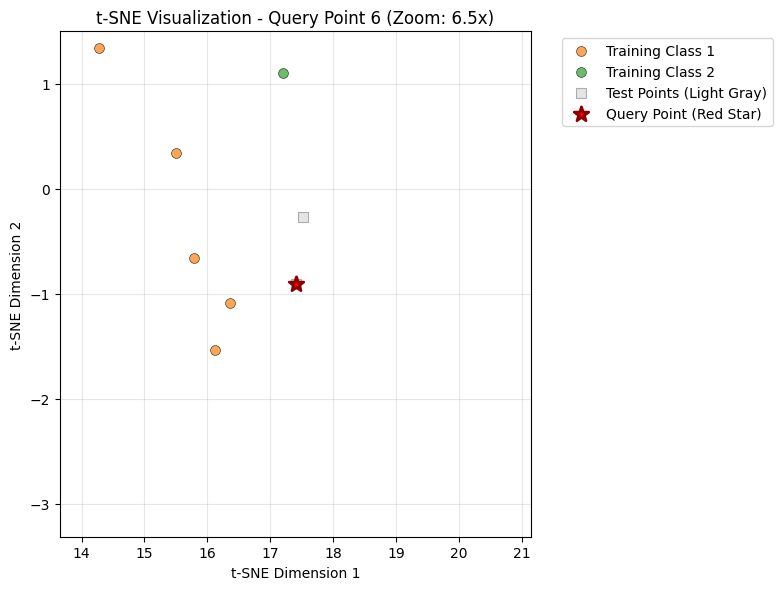 t-SNE Visualization - Query Point 6 (Zoom: 6.5x)
Training Class 1
Training Class 2
Test Points (Light Gray)
Query Point (Red Star)
t-SNE Dimension 2
1
0
−1
−2
−3
14 15 16 17 18 19 20 21
t-SNE Dimension 1